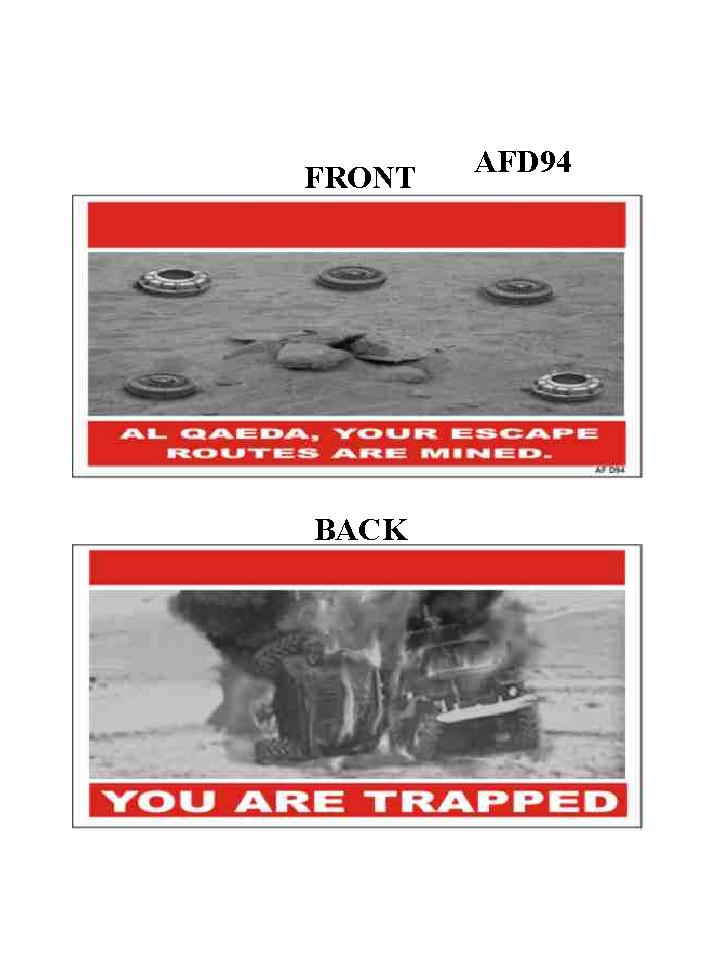 AFD94
FRONT
AL QAEDA, YOUR ESCAPE
ROUTES ARE MINED.
AF D94
BACK
YOU ARE TRAPPED